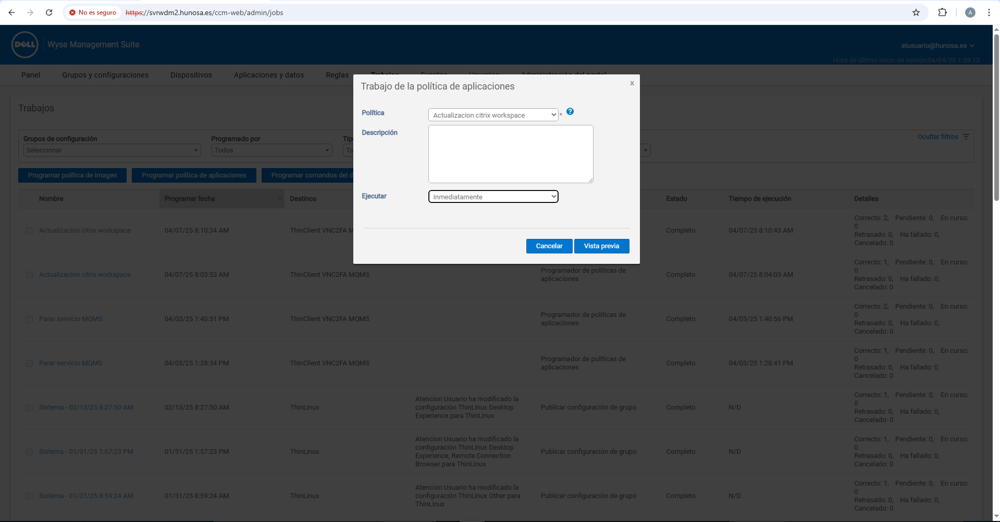 No es seguro
https://svrwdm2.hunosa.es/ccm-web/admin/jobs
A
DELL
Wyse Management Suite
atusuario@hunosa.es
Hora de último inicio de sesión:04/04/25 1:39:13
Panel
Grupos y configuraciones
Dispositivos
Aplicaciones y datos
Reglas
Trabajos
Eventos
Usuarios
Administración del portal
Trabajo de la política de aplicaciones
x
Política
Actualizacion citrix workspace
*
?
Descripción
Ejecutar
Inmediatamente
Cancelar
Vista previa
Trabajos
Grupos de configuración
Seleccionar
Programado por
Todos
Tipo
To
Ocultar filtros
Programar política de imagen
Programar política de aplicaciones
Programar comandos del d
Nombre
Programar fecha
Destinos
Estado
Tiempo de ejecución
Detalles
Actualizacion citrix workspace
04/07/25 8:10:34 AM
ThinClient VNC2FA M
Completo
04/07/25 8:10:43 AM
Correcto: 2, Pendiente: 0, En curso:
0
Retrasado: 0, Ha fallado: 0,
Cancelado: 0
Actualizacion citrix workspace
04/07/25 8:03:53 AM
ThinClient VNC2FA MQMS
Programador de políticas de
aplicaciones
Completo
04/07/25 8:04:03 AM
Correcto: 1, Pendiente: 0, En curso:
0
Retrasado: 0, Ha fallado: 0,
Cancelado: 0
Parar servicio MQMS
04/03/25 1:40:51 PM
ThinClient VNC2FA MQMS
Programador de políticas de
aplicaciones
Completo
04/03/25 1:40:56 PM
Correcto: 2, Pendiente: 0, En curso:
0
Retrasado: 0, Ha fallado: 0,
Cancelado: 0
Parar servicio MQMS
04/03/25 1:28:34 PM
ThinClient VNC2FA MQMS
Programador de políticas de
aplicaciones
Completo
04/03/25 1:28:41 PM
Correcto: 1, Pendiente: 0, En curso:
0
Retrasado: 0, Ha fallado: 0,
Cancelado: 0
Sistema - 02/13/25 8:27:50 AM
02/13/25 8:27:50 AM
ThinLinux
Atencion Usuario ha modificado la
configuración ThinLinux Desktop
Experience para ThinLinux
Publicar configuración de grupo
Completo
N/D
Correcto: 1, Pendiente: 0, En curso:
0
Retrasado: 0, Ha fallado: 0,
Cancelado: 0
Sistema - 01/31/25 1:57:23 PM
01/31/25 1:57:23 PM
ThinLinux
Atencion Usuario ha modificado la
configuración ThinLinux Desktop
Experience, Remote Connection
Browser para ThinLinux
Publicar configuración de grupo
Completo
N/D
Correcto: 1, Pendiente: 0, En curso:
0
Retrasado: 0, Ha fallado: 0,
Cancelado: 0
Sistema - 01/31/25 8:59:24 AM
01/31/25 8:59:24 AM
ThinLinux
Atencion Usuario ha modificado la
configuración ThinLinux Other para
ThinLinux
Publicar configuración de grupo
Completo
N/D
Correcto: 1, Pendiente: 0, En curso:
0
Retrasado: 0, Ha fallado: 0,
Cancelado: 0